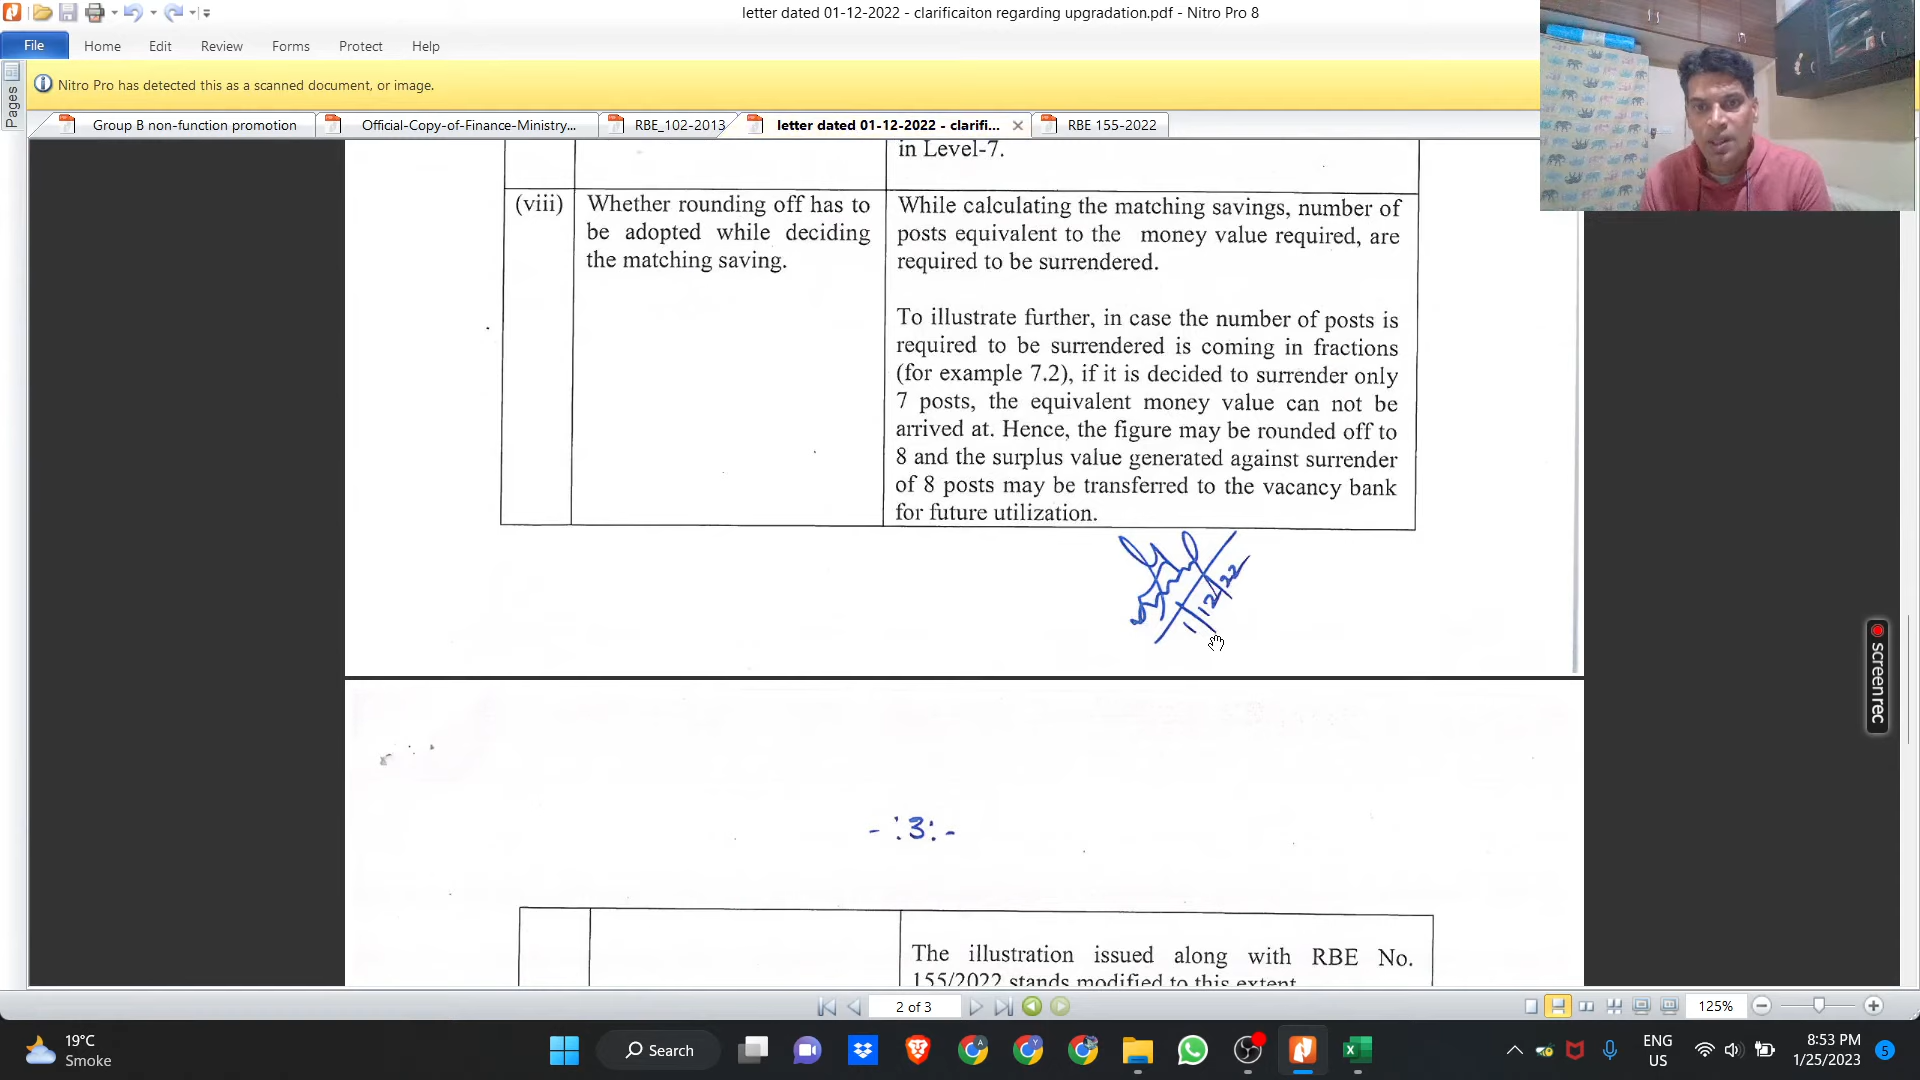 letter dated 01-12-2022 - clarificaiton regarding upgradation.pdf - Nitro Pro 8
File Home Edit Review Forms Protect Help
Nitro Pro has detected this as a scanned document, or image.
Pages
Group B non-function promotion
Official-Copy-of-Finance-Ministry...
RBE_102-2013
letter dated 01-12-2022 - clarifi...
RBE 155-2022
in Level-7.
(viii)
Whether rounding off has to
be adopted while deciding
the matching saving.
While calculating the matching savings, number of
posts equivalent to the money value required, are
required to be surrendered.
To illustrate further, in case the number of posts is
required to be surrendered is coming in fractions
(for example 7.2), if it is decided to surrender only
7 posts, the equivalent money value can not be
arrived at. Hence, the figure may be rounded off to
8 and the surplus value generated against surrender
of 8 posts may be transferred to the vacancy bank
for future utilization.
1/12/22
- :3: -
The illustration issued along with RBE No.
155/2022 stands modified to this extent
screenrec
2 of 3
125%
19°C
Smoke
Search
ENG
US
8:53 PM
1/25/2023
5